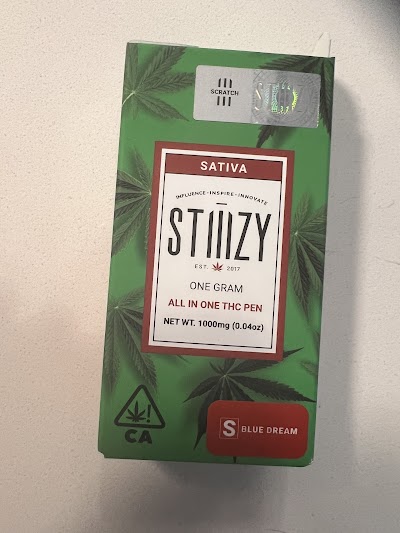 SCRATCH
SATIVA
INFLUENCE-INSPIRE-INNOVATE
STIIIZY
EST. 2017
ONE GRAM
ALL IN ONE THC PEN
NET WT. 1000mg (0.04oz)
!
CA
S BLUE DREAM